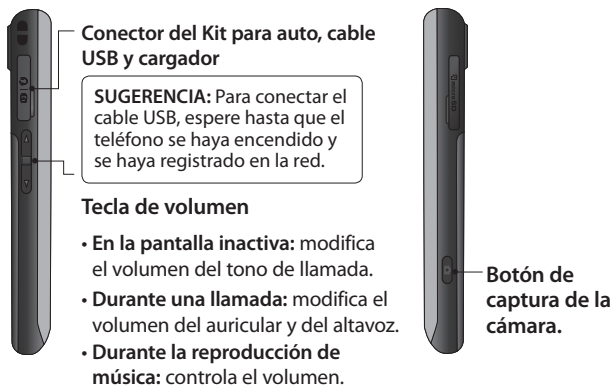 Conector del Kit para auto, cable
USB y cargador
SUGERENCIA: Para conectar el
cable USB, espere hasta que el
teléfono se haya encendido y
se haya registrado en la red.
Tecla de volumen
• En la pantalla inactiva: modifica
el volumen del tono de llamada.
• Durante una llamada: modifica el
volumen del auricular y del altavoz.
• Durante la reproducción de
música: controla el volumen.
Botón de
captura de la
cámara.